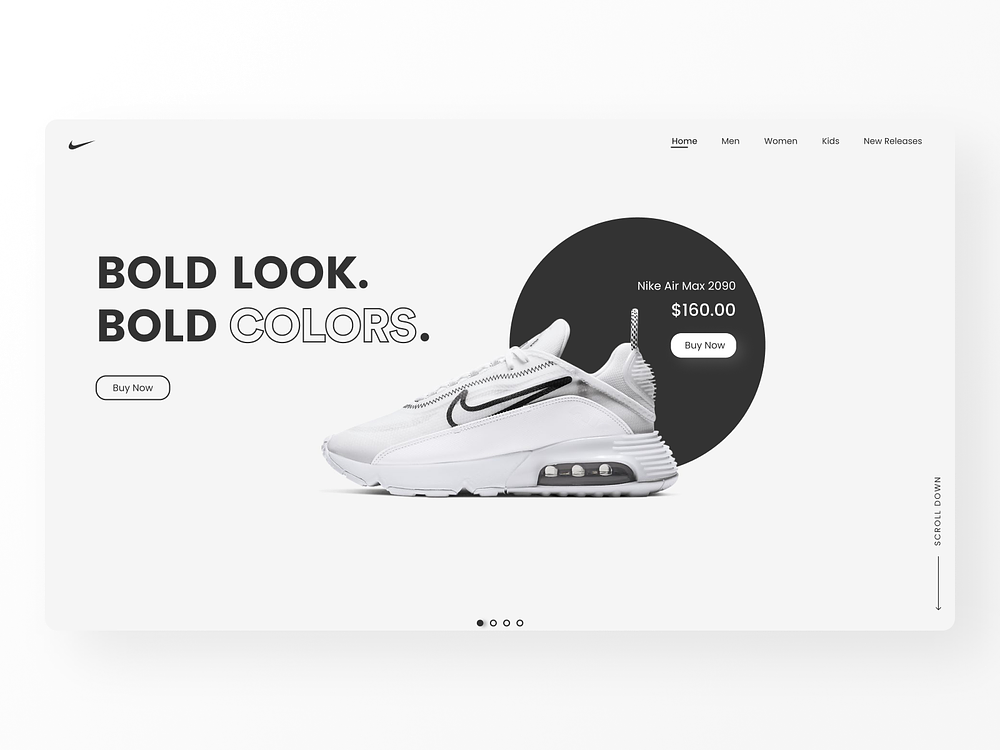 Home Men Women Kids New Releases
BOLD LOOK.
BOLD COLORS.
Buy Now
Nike Air Max 2090
$160.00
Buy Now
SCROLL DOWN